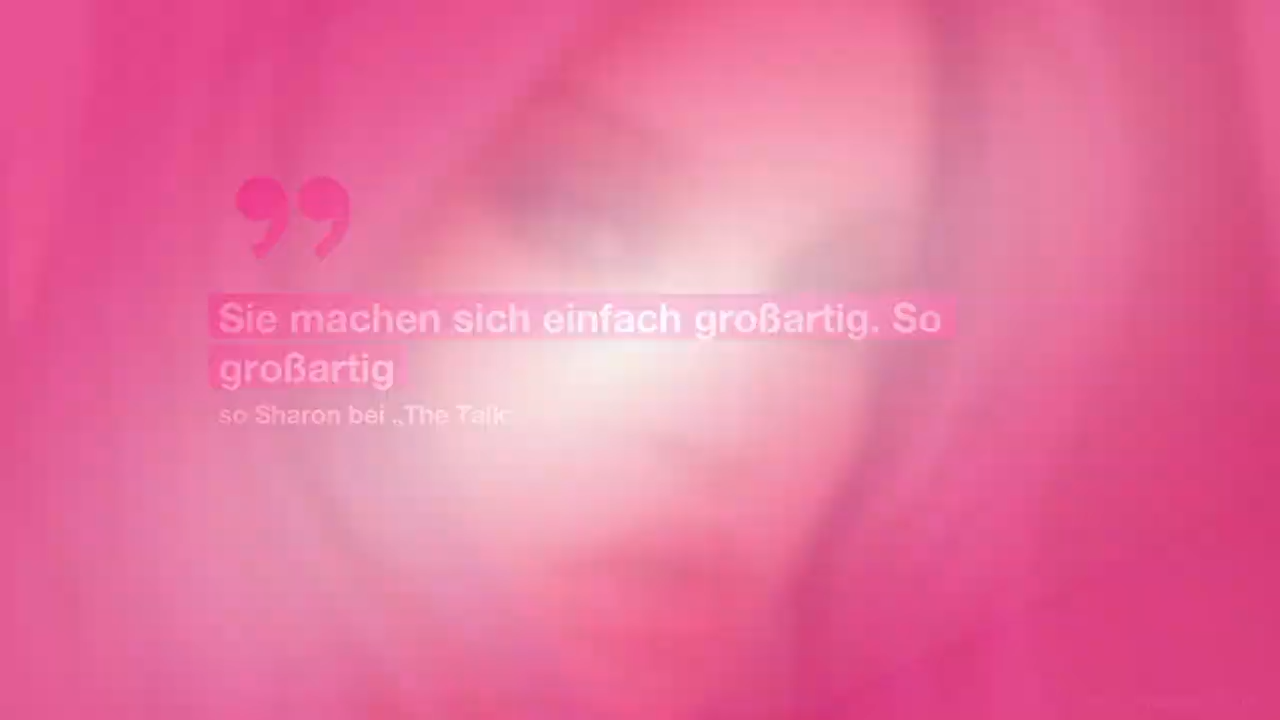 Sie machen sich einfach großartig. So
großartig
so Sharon bei „The Talk“